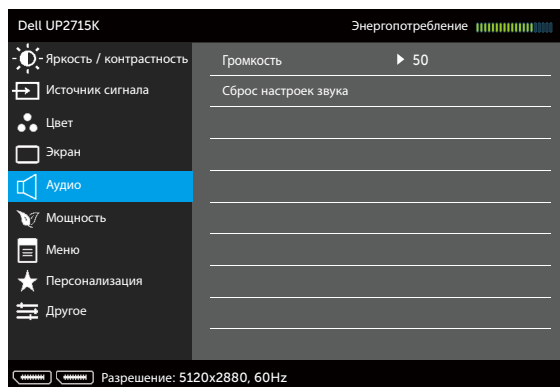 Dell UP2715K
Энергопотребление
Яркость / контрастность
Источник сигнала
Цвет
Экран
Аудио
Мощность
Меню
Персонализация
Другое
Громкость 50
Сброс настроек звука
Разрешение: 5120x2880, 60Hz